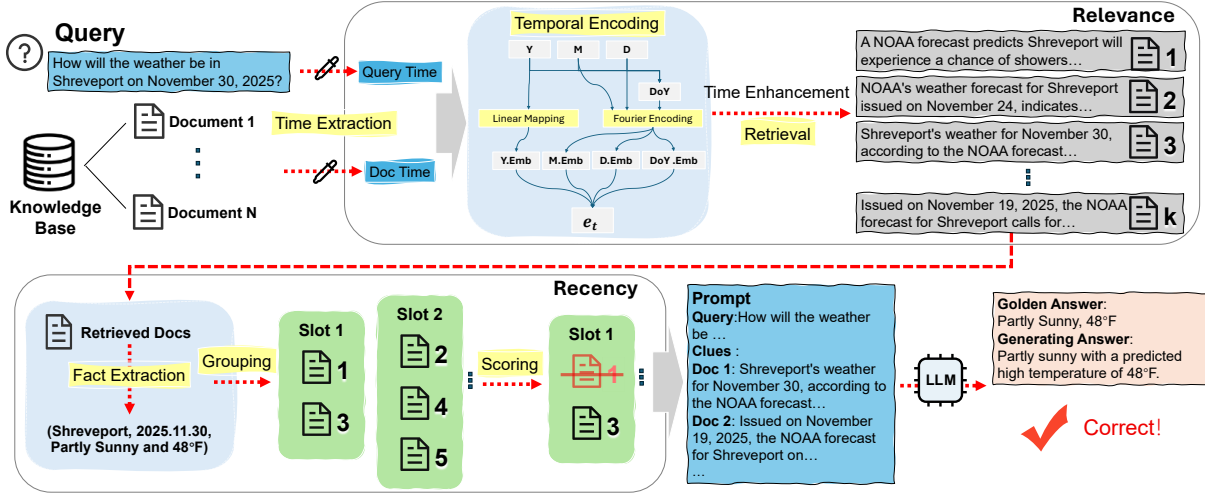 Query
?
How will the weather be in
Shreveport on November 30, 2025?
Knowledge
Base
Document 1
Document N
Time Extraction
Query Time
Doc Time
Temporal Encoding
Y
M
D
DoY
Linear Mapping
Fourier Encoding
Y.Emb
M.Emb
D.Emb
DoY .Emb
e_t
Time Enhancement
Retrieval
Relevance
A NOAA forecast predicts Shreveport will
experience a chance of showers…
1
NOAA's weather forecast for Shreveport
issued on November 24, indicates…
2
Shreveport's weather for November 30,
according to the NOAA forecast…
3
Issued on November 19, 2025, the NOAA
forecast for Shreveport calls for…
k
Recency
Retrieved Docs
Fact Extraction
(Shreveport, 2025.11.30,
Partly Sunny and 48°F)
Grouping
Slot 1
1
3
Slot 2
2
4
5
Scoring
Slot 1
1
3
Prompt
Query:How will the weather
be …
Clues :
Doc 1: Shreveport's weather
for November 30, according to
the NOAA forecast…
Doc 2: Issued on November
19, 2025, the NOAA forecast
for Shreveport on…
…
LLM
Golden Answer:
Partly Sunny, 48°F
Generating Answer:
Partly sunny with a predicted
high temperature of 48°F.
Correct!